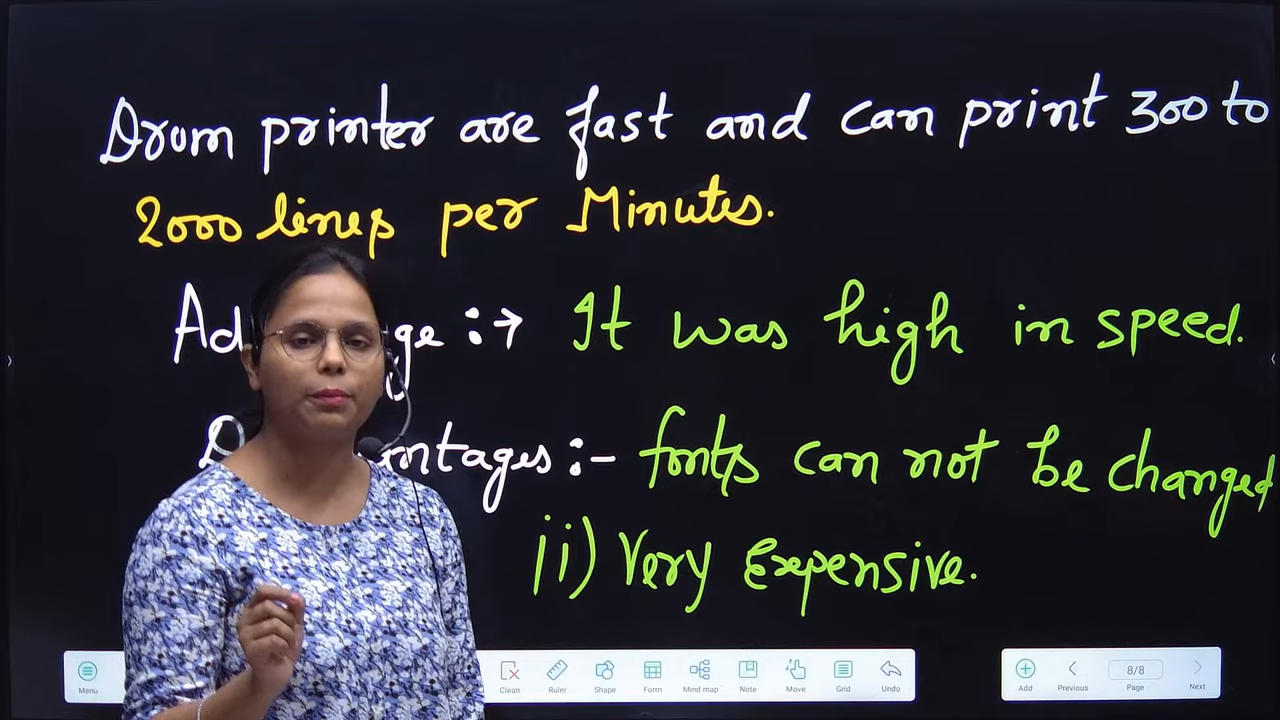 Drum printer are fast and can print 300 to
2000 lines per Minutes.
Ad ge :→ It was high in speed.
D antages :- fonts can not be changed
ii) Very Expensive.
Menu Clean Ruler Shape Form Mind map Note Move Grid Undo Add Previous 8/8 Page Next